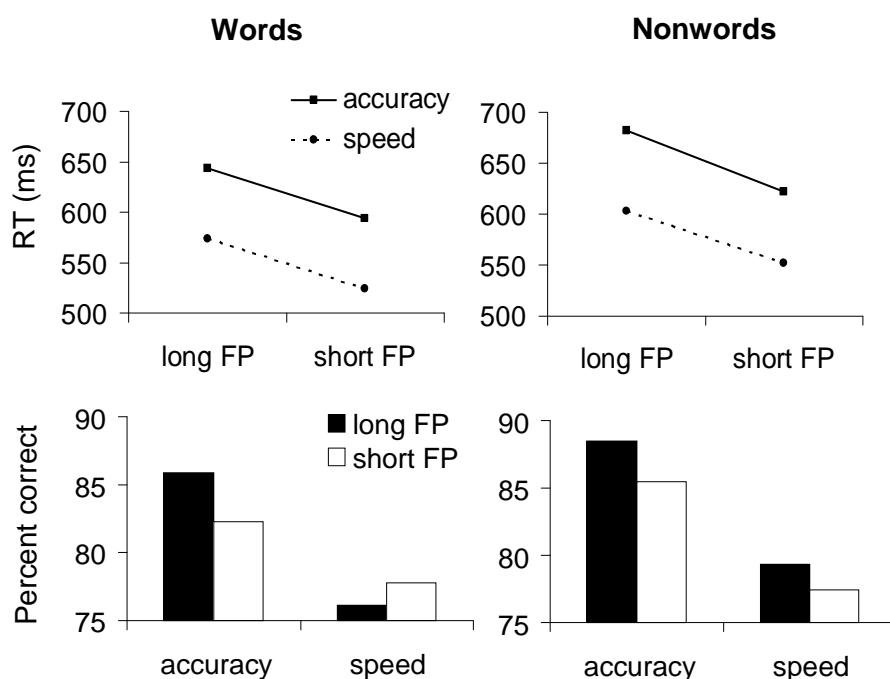 Words
Nonwords
RT (ms)
700
650
600
550
500
accuracy
speed
long FP
short FP
700
650
600
550
500
long FP
short FP
Percent correct
90
85
80
75
long FP
short FP
accuracy
speed
90
85
80
75
accuracy
speed